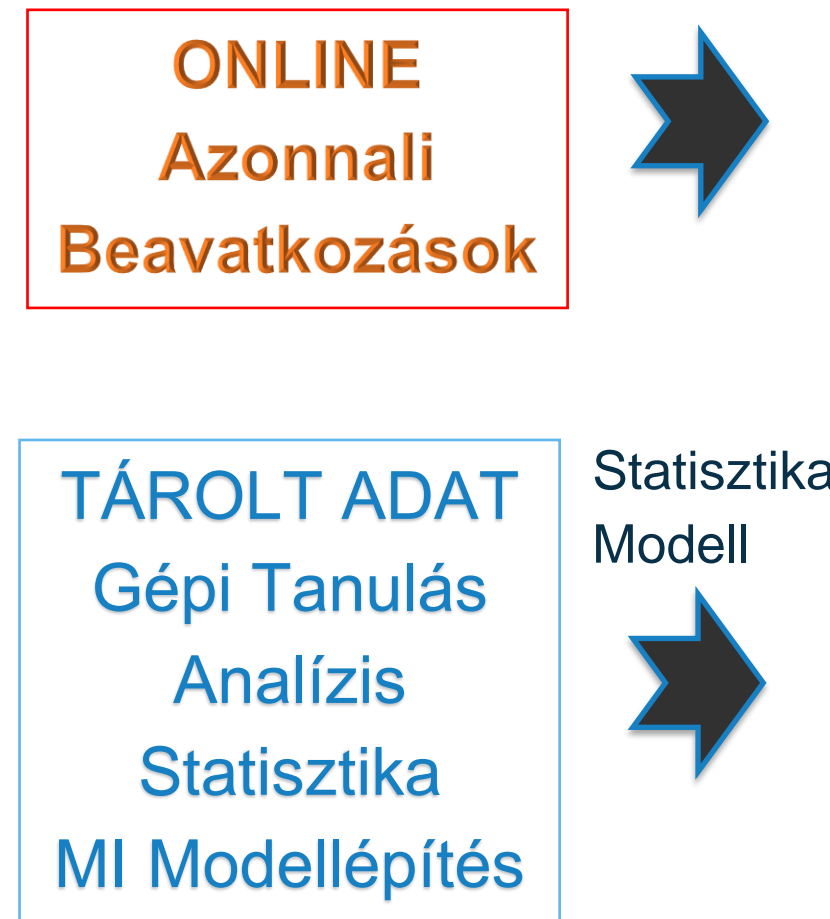 ONLINE
Azonnali
Beavatkozások
TÁROLT ADAT
Gépi Tanulás
Analízis
Statisztika
MI Modellépítés
Statisztika
Modell